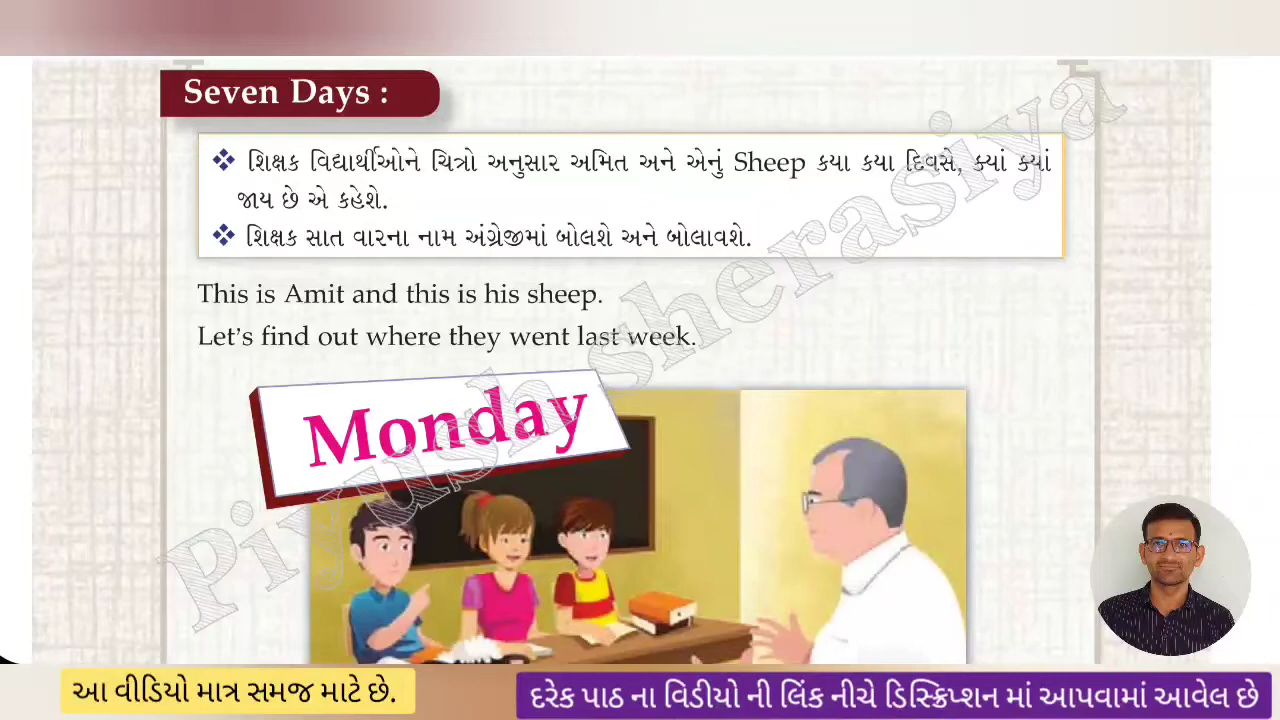 Seven Days :
❖ શિક્ષક વિદ્યાર્થીઓને ચિત્રો અનુસાર અમિત અને એનું Sheep કયા કયા દિવસે, ક્યાં ક્યાં
જાય છે એ કહેશે.
❖ શિક્ષક સાત વારના નામ અંગ્રેજીમાં બોલશે અને બોલાવશે.
This is Amit and this is his sheep.
Let's find out where they went last week.
Monday
Piyush sherasiya
આ વીડિયો માત્ર સમજ માટે છે.
દરેક પાઠ ના વિડીયો ની લિંક નીચે ડિસ્ક્રિપ્શન માં આપવામાં આવેલ છે